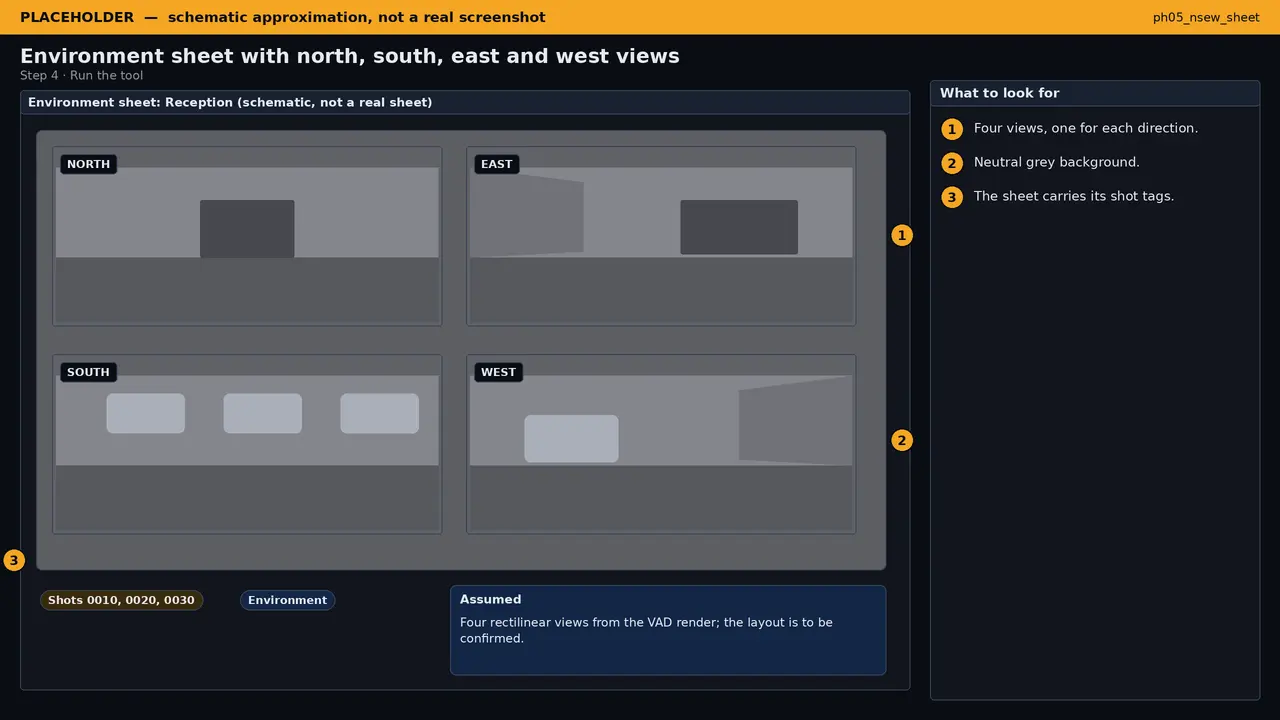 PLACEHOLDER — schematic approximation, not a real screenshot
ph05_nsew_sheet
Environment sheet with north, south, east and west views
Step 4 · Run the tool
Environment sheet: Reception (schematic, not a real sheet)
NORTH
EAST
1
SOUTH
WEST
2
3
Shots 0010, 0020, 0030
Environment
Assumed
Four rectilinear views from the VAD render; the layout is to be
confirmed.
What to look for
1 Four views, one for each direction.
2 Neutral grey background.
3 The sheet carries its shot tags.